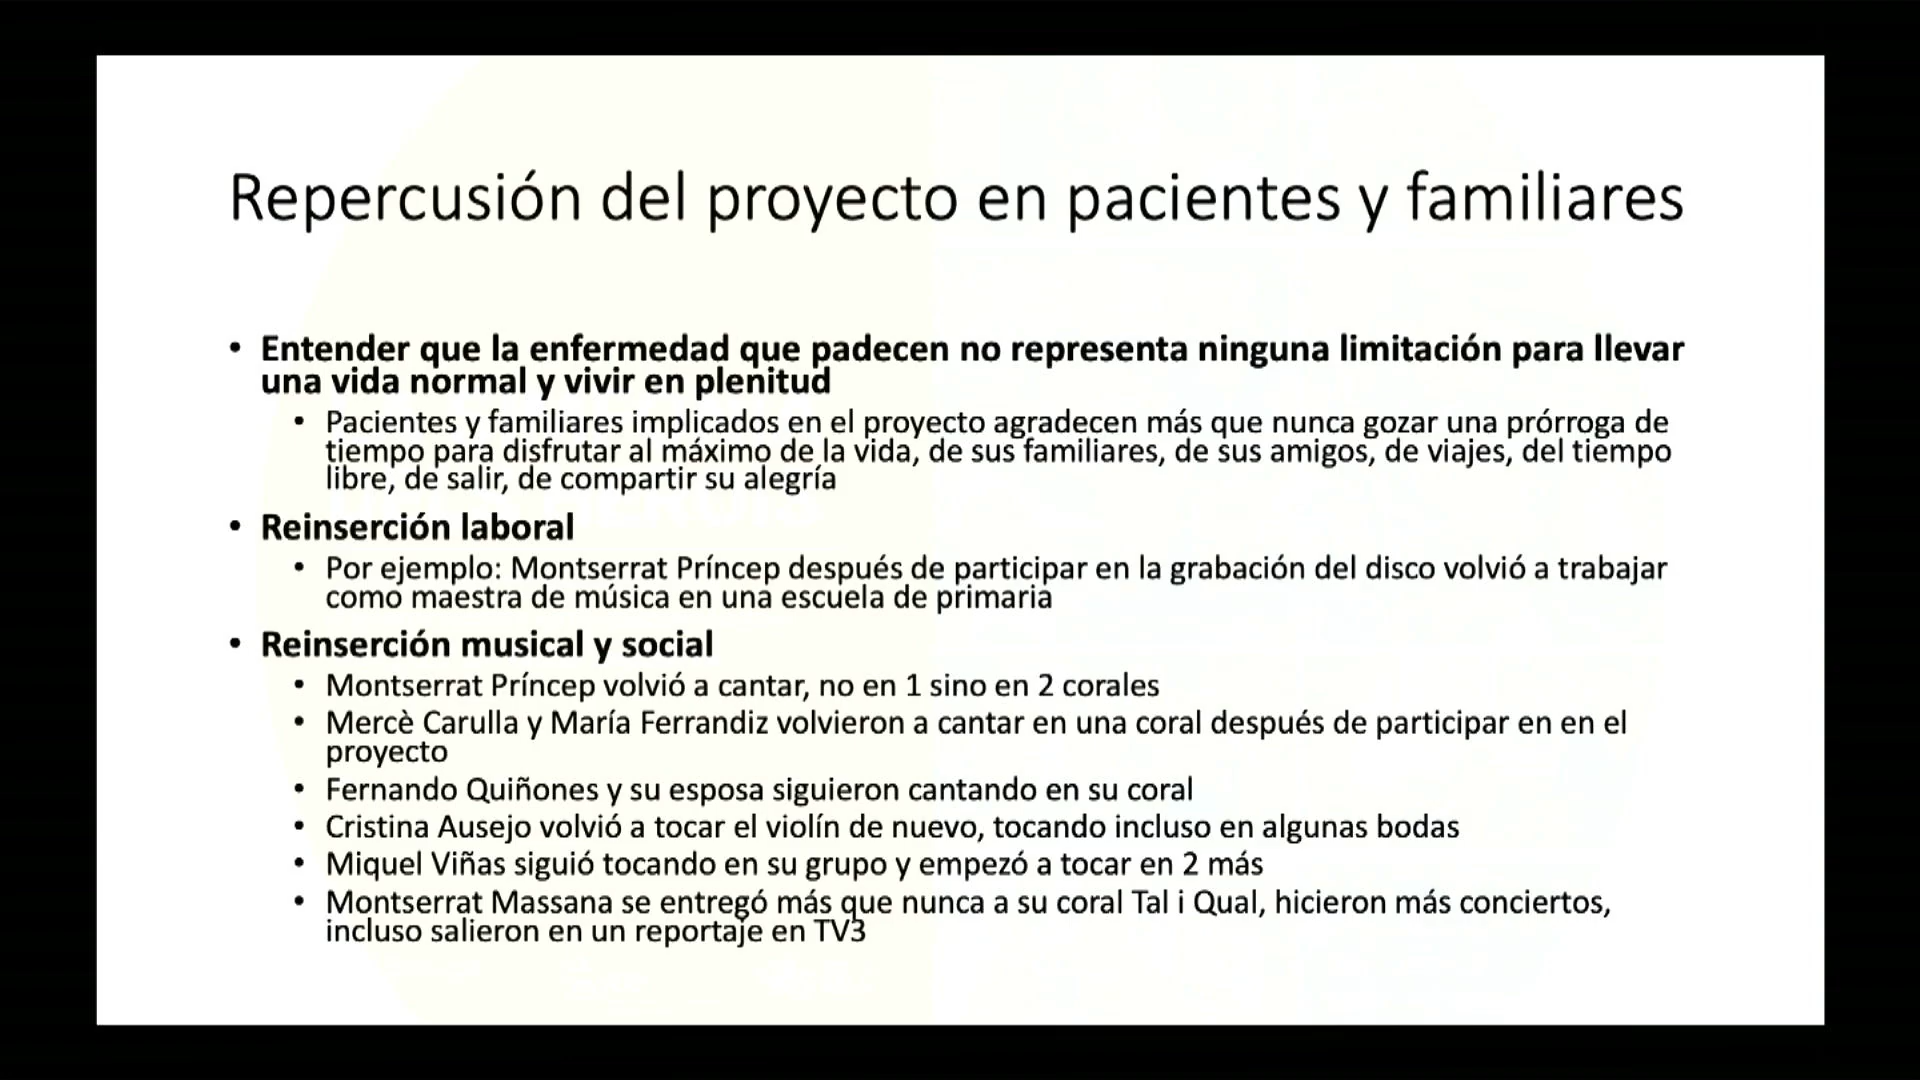 Repercusión del proyecto en pacientes y familiares
• Entender que la enfermedad que padecen no representa ninguna limitación para llevar
una vida normal y vivir en plenitud
• Pacientes y familiares implicados en el proyecto agradecen más que nunca gozar una prórroga de
tiempo para disfrutar al máximo de la vida, de sus familiares, de sus amigos, de viajes, del tiempo
libre, de salir, de compartir su alegría
• Reinserción laboral
• Por ejemplo: Montserrat Príncep después de participar en la grabación del disco volvió a trabajar
como maestra de música en una escuela de primaria
• Reinserción musical y social
• Montserrat Príncep volvió a cantar, no en 1 sino en 2 corales
• Mercè Carulla y María Ferrandiz volvieron a cantar en una coral después de participar en en el
proyecto
• Fernando Quiñones y su esposa siguieron cantando en su coral
• Cristina Ausejo volvió a tocar el violín de nuevo, tocando incluso en algunas bodas
• Miquel Viñas siguió tocando en su grupo y empezó a tocar en 2 más
• Montserrat Massana se entregó más que nunca a su coral Tal i Qual, hicieron más conciertos,
incluso salieron en un reportaje en TV3